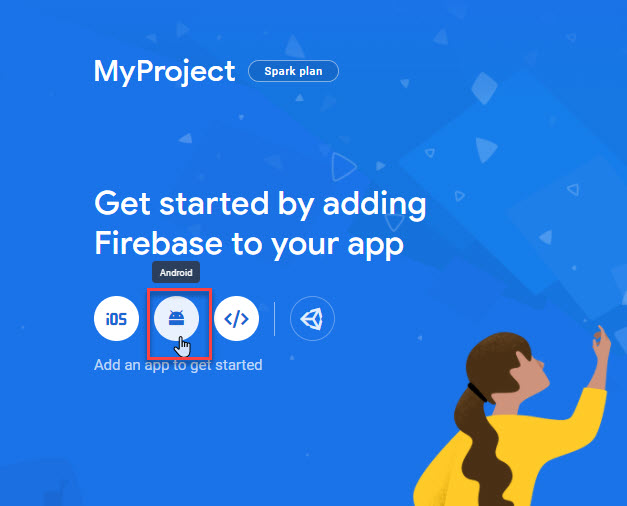 MyProject Spark plan
Get started by adding
Firebase to your app
Android
iOS </>
Add an app to get started